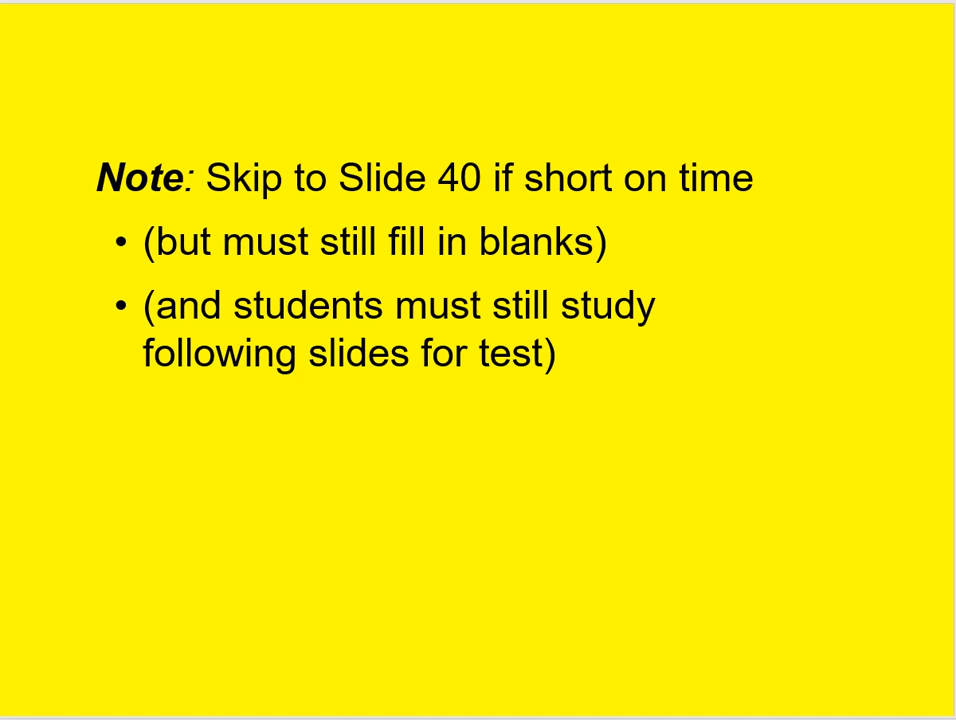 Note: Skip to Slide 40 if short on time
• (but must still fill in blanks)
• (and students must still study
following slides for test)